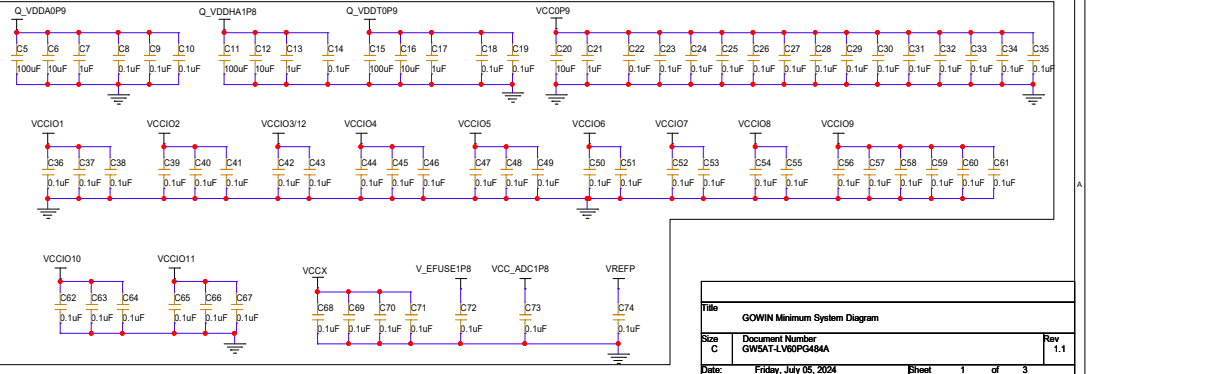 Q_VDDA0P9 Q_VDDHA1P8 Q_VDDT0P9 VCC0P9
C5 C6 C7 C8 C9 C10 C11 C12 C13 C14 C15 C16 C17 C18 C19 C20 C21 C22 C23 C24 C25 C26 C27 C28 C29 C30 C31 C32 C33 C34 C35
100uF 10uF 1uF 0.1uF 0.1uF 0.1uF 100uF 10uF 1uF 0.1uF 100uF 10uF 1uF 0.1uF 0.1uF 10uF 1uF 0.1uF 0.1uF 0.1uF 0.1uF 0.1uF 0.1uF 0.1uF 0.1uF 0.1uF 0.1uF 0.1uF 0.1uF 0.1uF 0.1uF
VCCIO1 VCCIO2 VCCIO3/12 VCCIO4 VCCIO5 VCCIO6 VCCIO7 VCCIO8 VCCIO9
C36 C37 C38 C39 C40 C41 C42 C43 C44 C45 C46 C47 C48 C49 C50 C51 C52 C53 C54 C55 C56 C57 C58 C59 C60 C61
0.1uF 0.1uF 0.1uF 0.1uF 0.1uF 0.1uF 0.1uF 0.1uF 0.1uF 0.1uF 0.1uF 0.1uF 0.1uF 0.1uF 0.1uF 0.1uF 0.1uF 0.1uF 0.1uF 0.1uF 0.1uF 0.1uF 0.1uF 0.1uF 0.1uF 0.1uF
A
VCCIO10 VCCIO11 VCCX V_EFUSE1P8 VCC_ADC1P8 VREFP
C62 C63 C64 C65 C66 C67 C68 C69 C70 C71 C72 C73 C74
0.1uF 0.1uF 0.1uF 0.1uF 0.1uF 0.1uF 0.1uF 0.1uF 0.1uF 0.1uF 0.1uF 0.1uF 0.1uF
Title
GOWIN Minimum System Diagram
Size Document Number Rev
C GW5AT-LV60PG484A 1.1
Date: Friday, July 05, 2024 Sheet 1 of 3